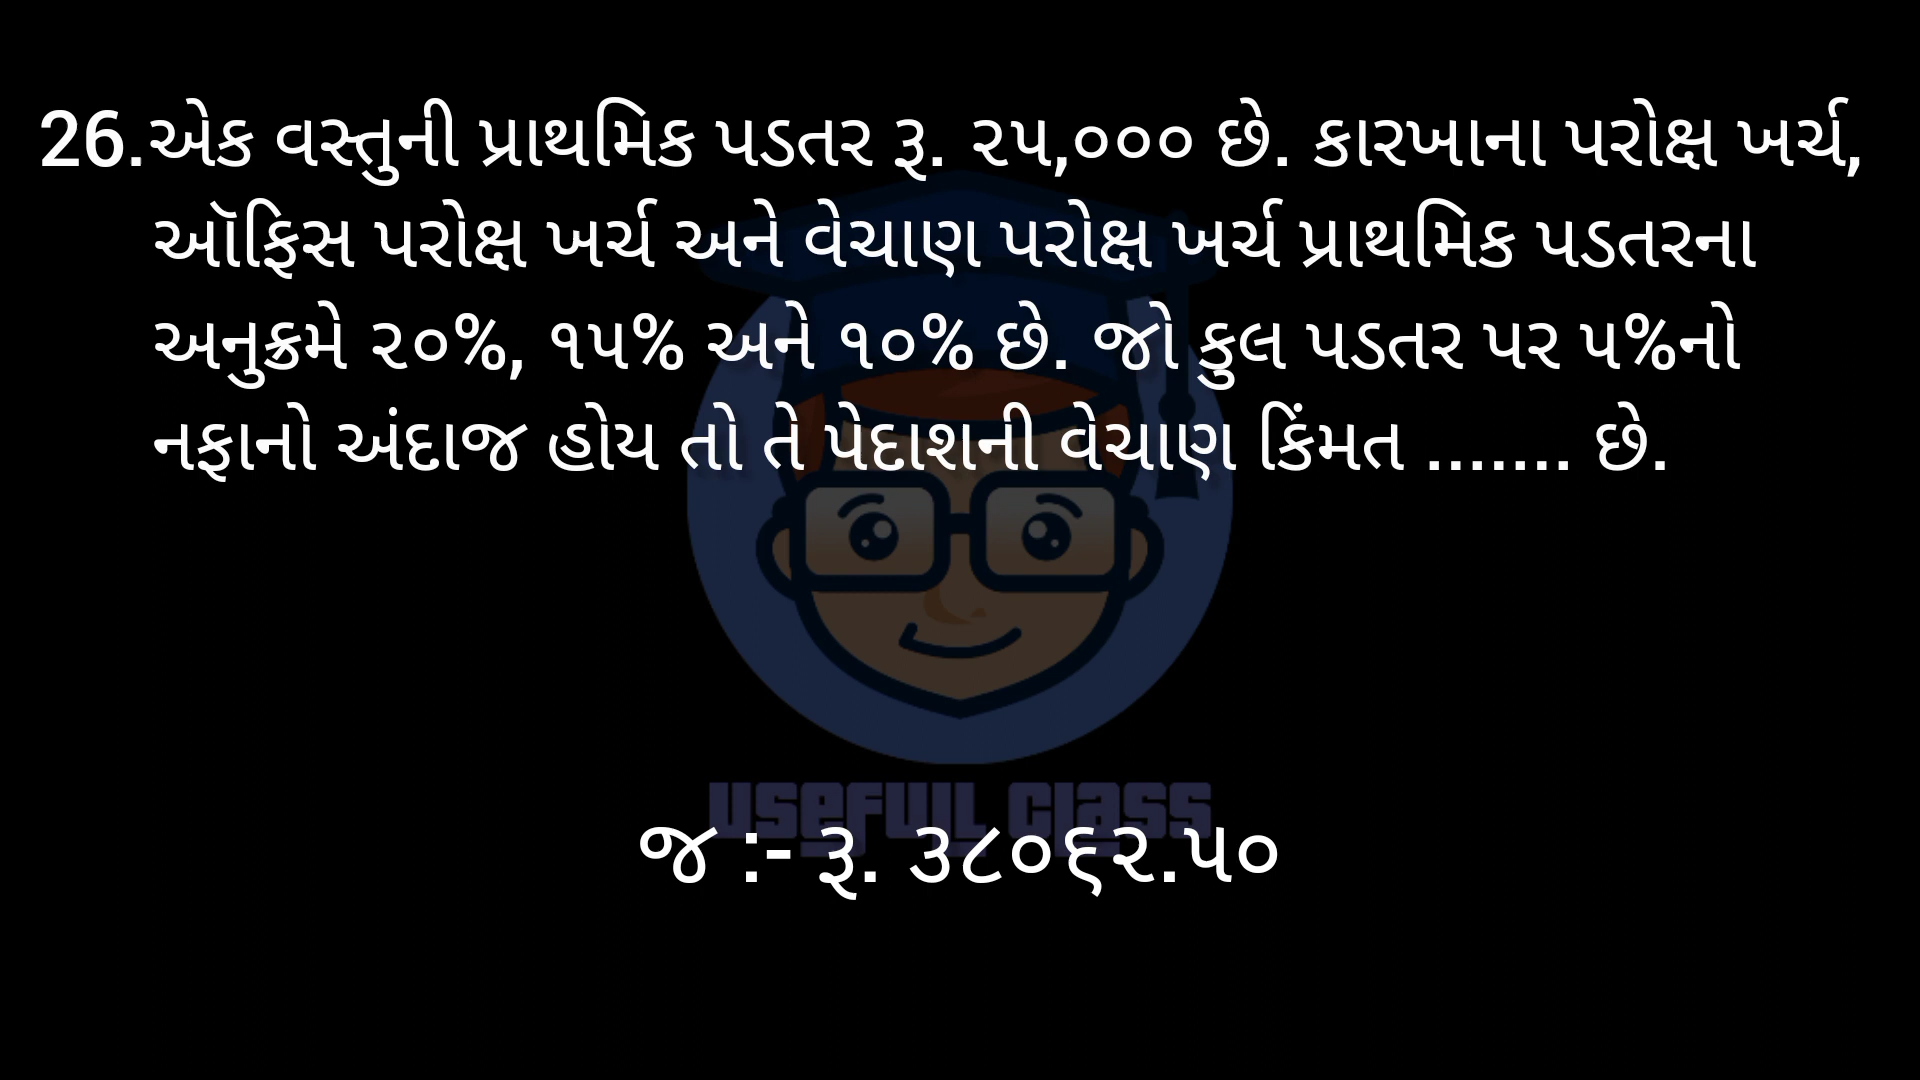 26.એક વસ્તુની પ્રાથમિક પડતર રૂ. ૨૫,૦૦૦ છે. કારખાના પરોક્ષ ખર્ચ,
ઑફિસ પરોક્ષ ખર્ચ અને વેચાણ પરોક્ષ ખર્ચ પ્રાથમિક પડતરના
અનુક્રમે ૨૦%, ૧૫% અને ૧૦% છે. જો કુલ પડતર પર ૫%નો
નફાનો અંદાજ હોય તો તે પેદાશની વેચાણ કિંમત ....... છે.
USEFUL CLASS
જ :- રૂ. ૩૮૦૬૨.૫૦